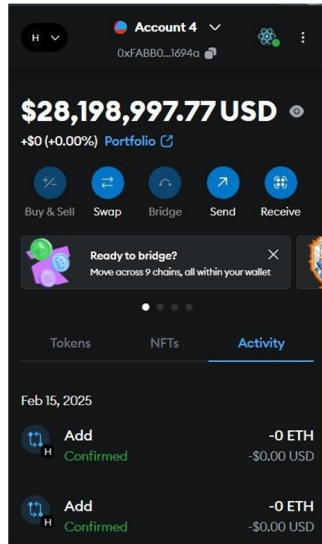 H
Account 4
0xFABB0...1694a
$28,198,997.77 USD
+$0 (+0.00%) Portfolio
Buy & Sell Swap Bridge Send Receive
Ready to bridge?
Move across 9 chains, all within your wallet
Tokens NFTs Activity
Feb 15, 2025
Add -0 ETH
H Confirmed -$0.00 USD
Add -0 ETH
H Confirmed -$0.00 USD